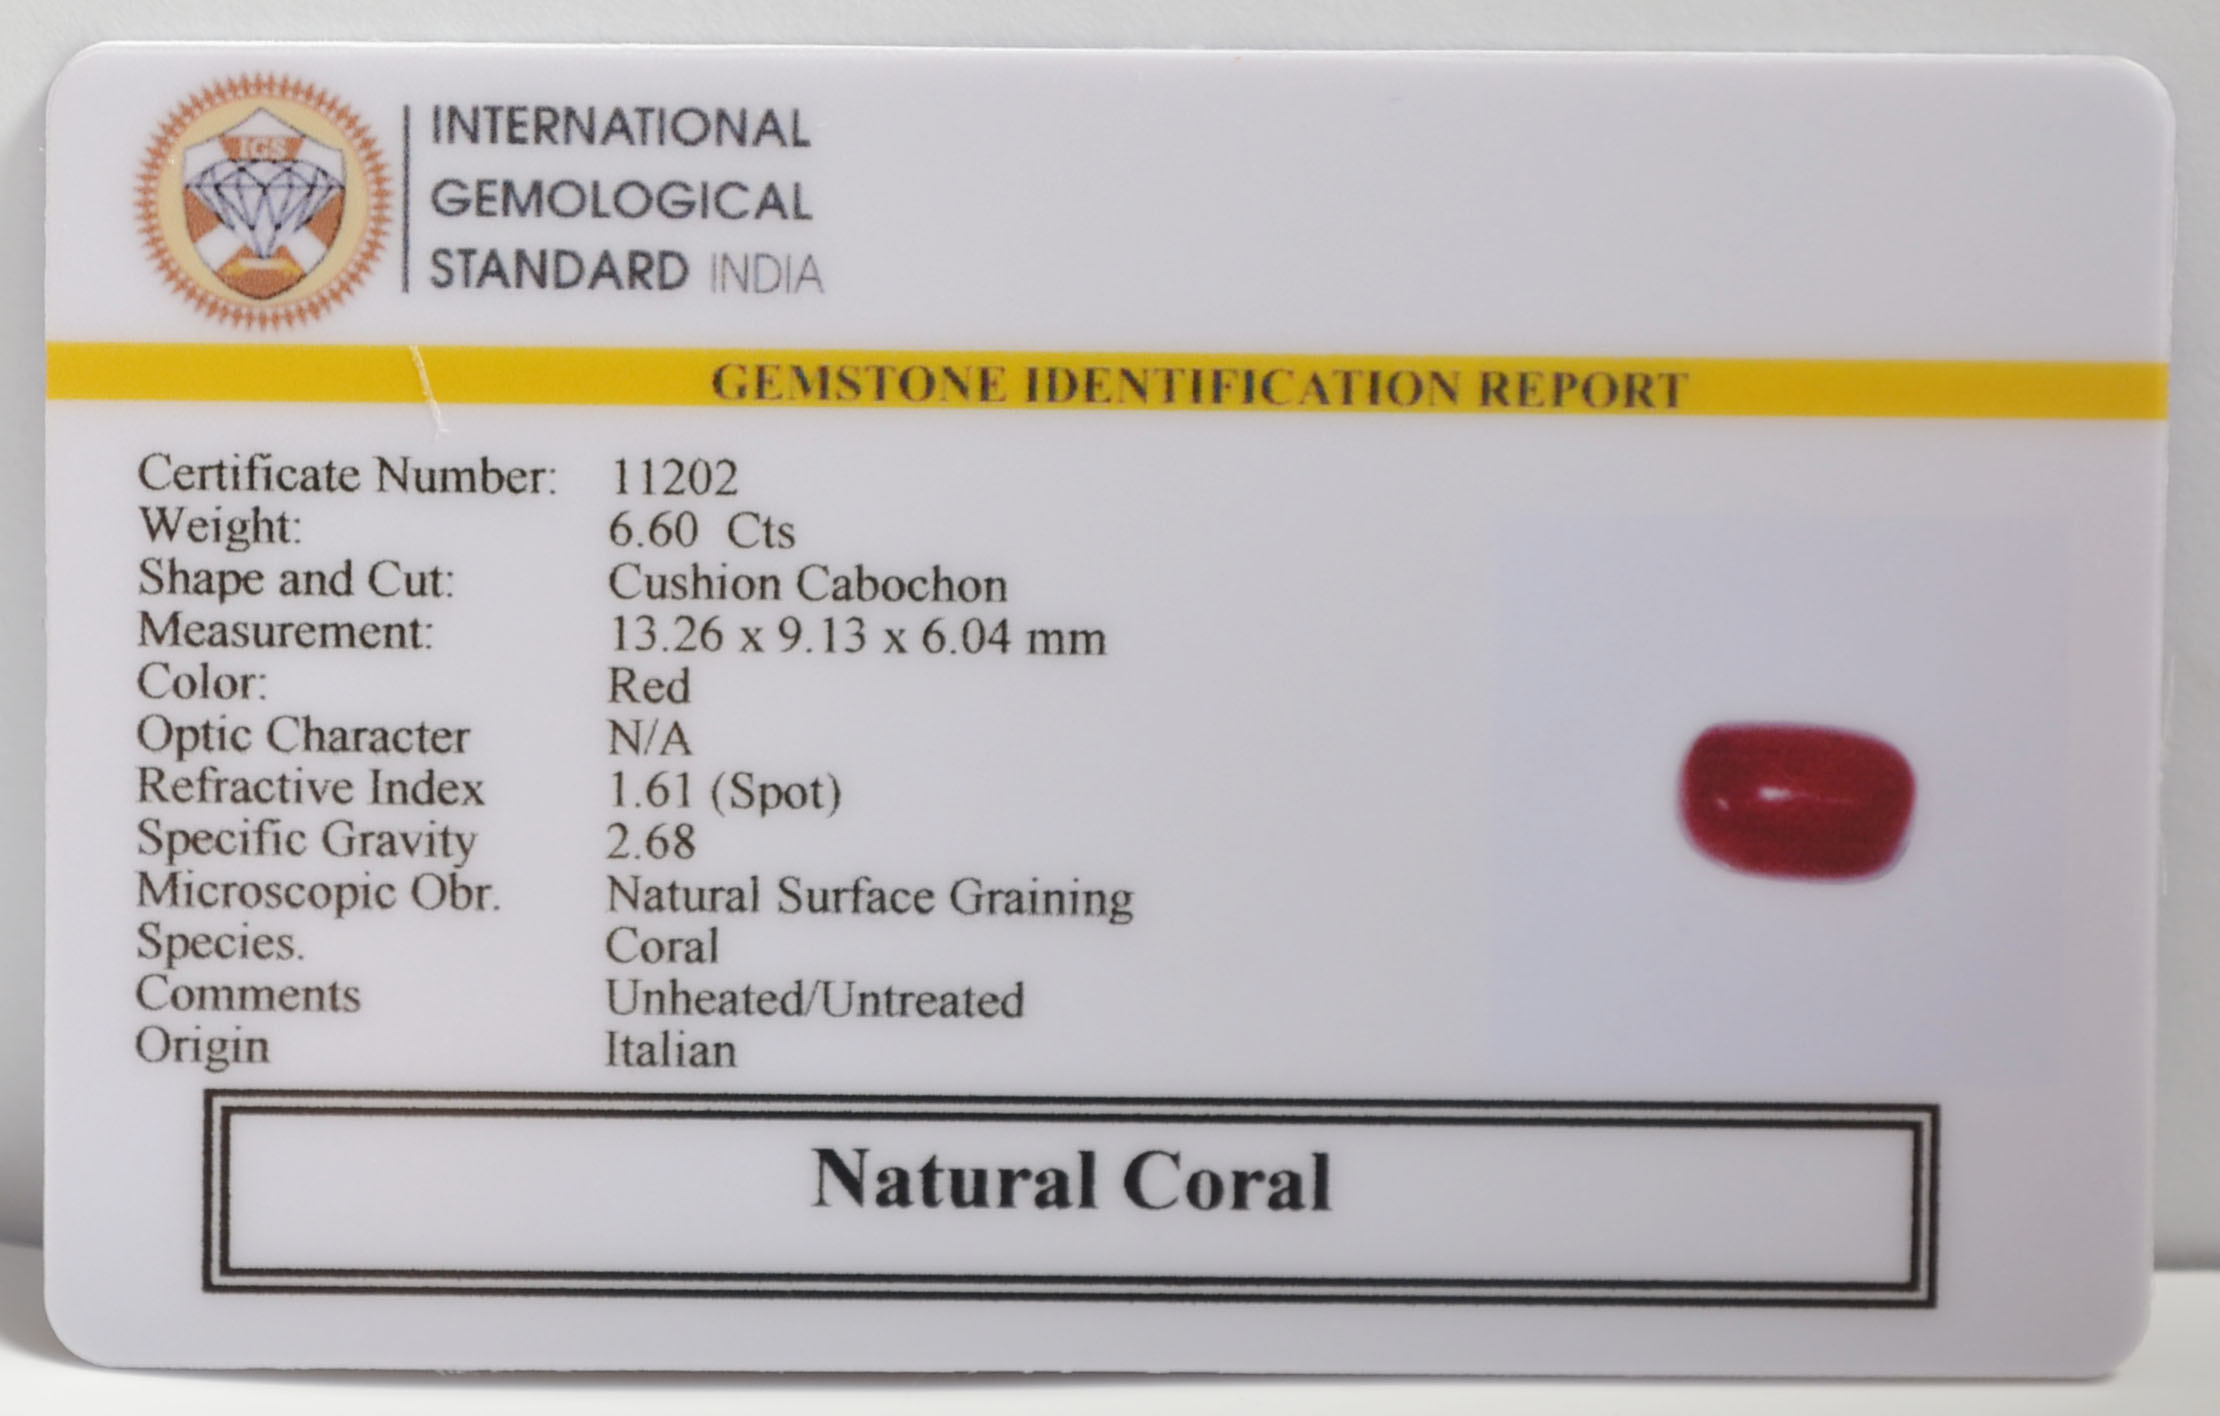 IGS
INTERNATIONAL
GEMOLOGICAL
STANDARD INDIA
GEMSTONE IDENTIFICATION REPORT
Certificate Number: 11202
Weight: 6.60 Cts
Shape and Cut: Cushion Cabochon
Measurement: 13.26 x 9.13 x 6.04 mm
Color: Red
Optic Character N/A
Refractive Index 1.61 (Spot)
Specific Gravity 2.68
Microscopic Obr. Natural Surface Graining
Species. Coral
Comments Unheated/Untreated
Origin Italian
Natural Coral